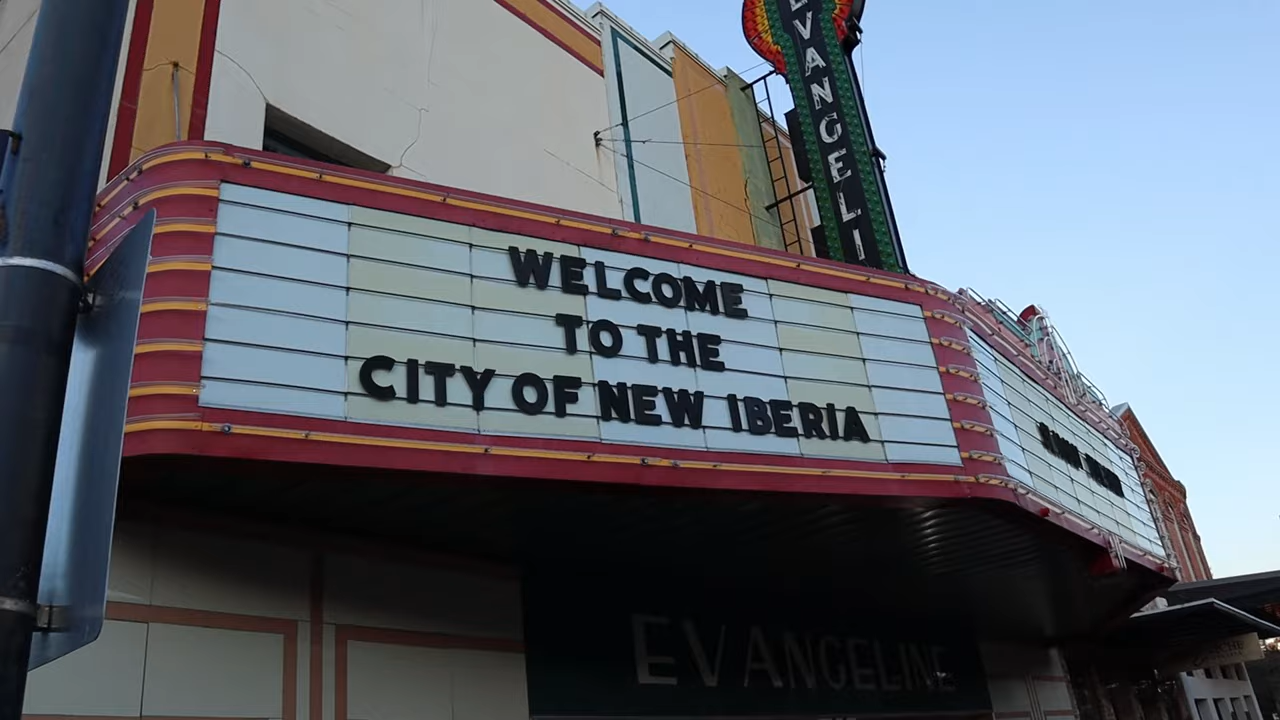 EVANGELI
WELCOME
TO THE
CITY OF NEW IBERIA
EVANGELINE